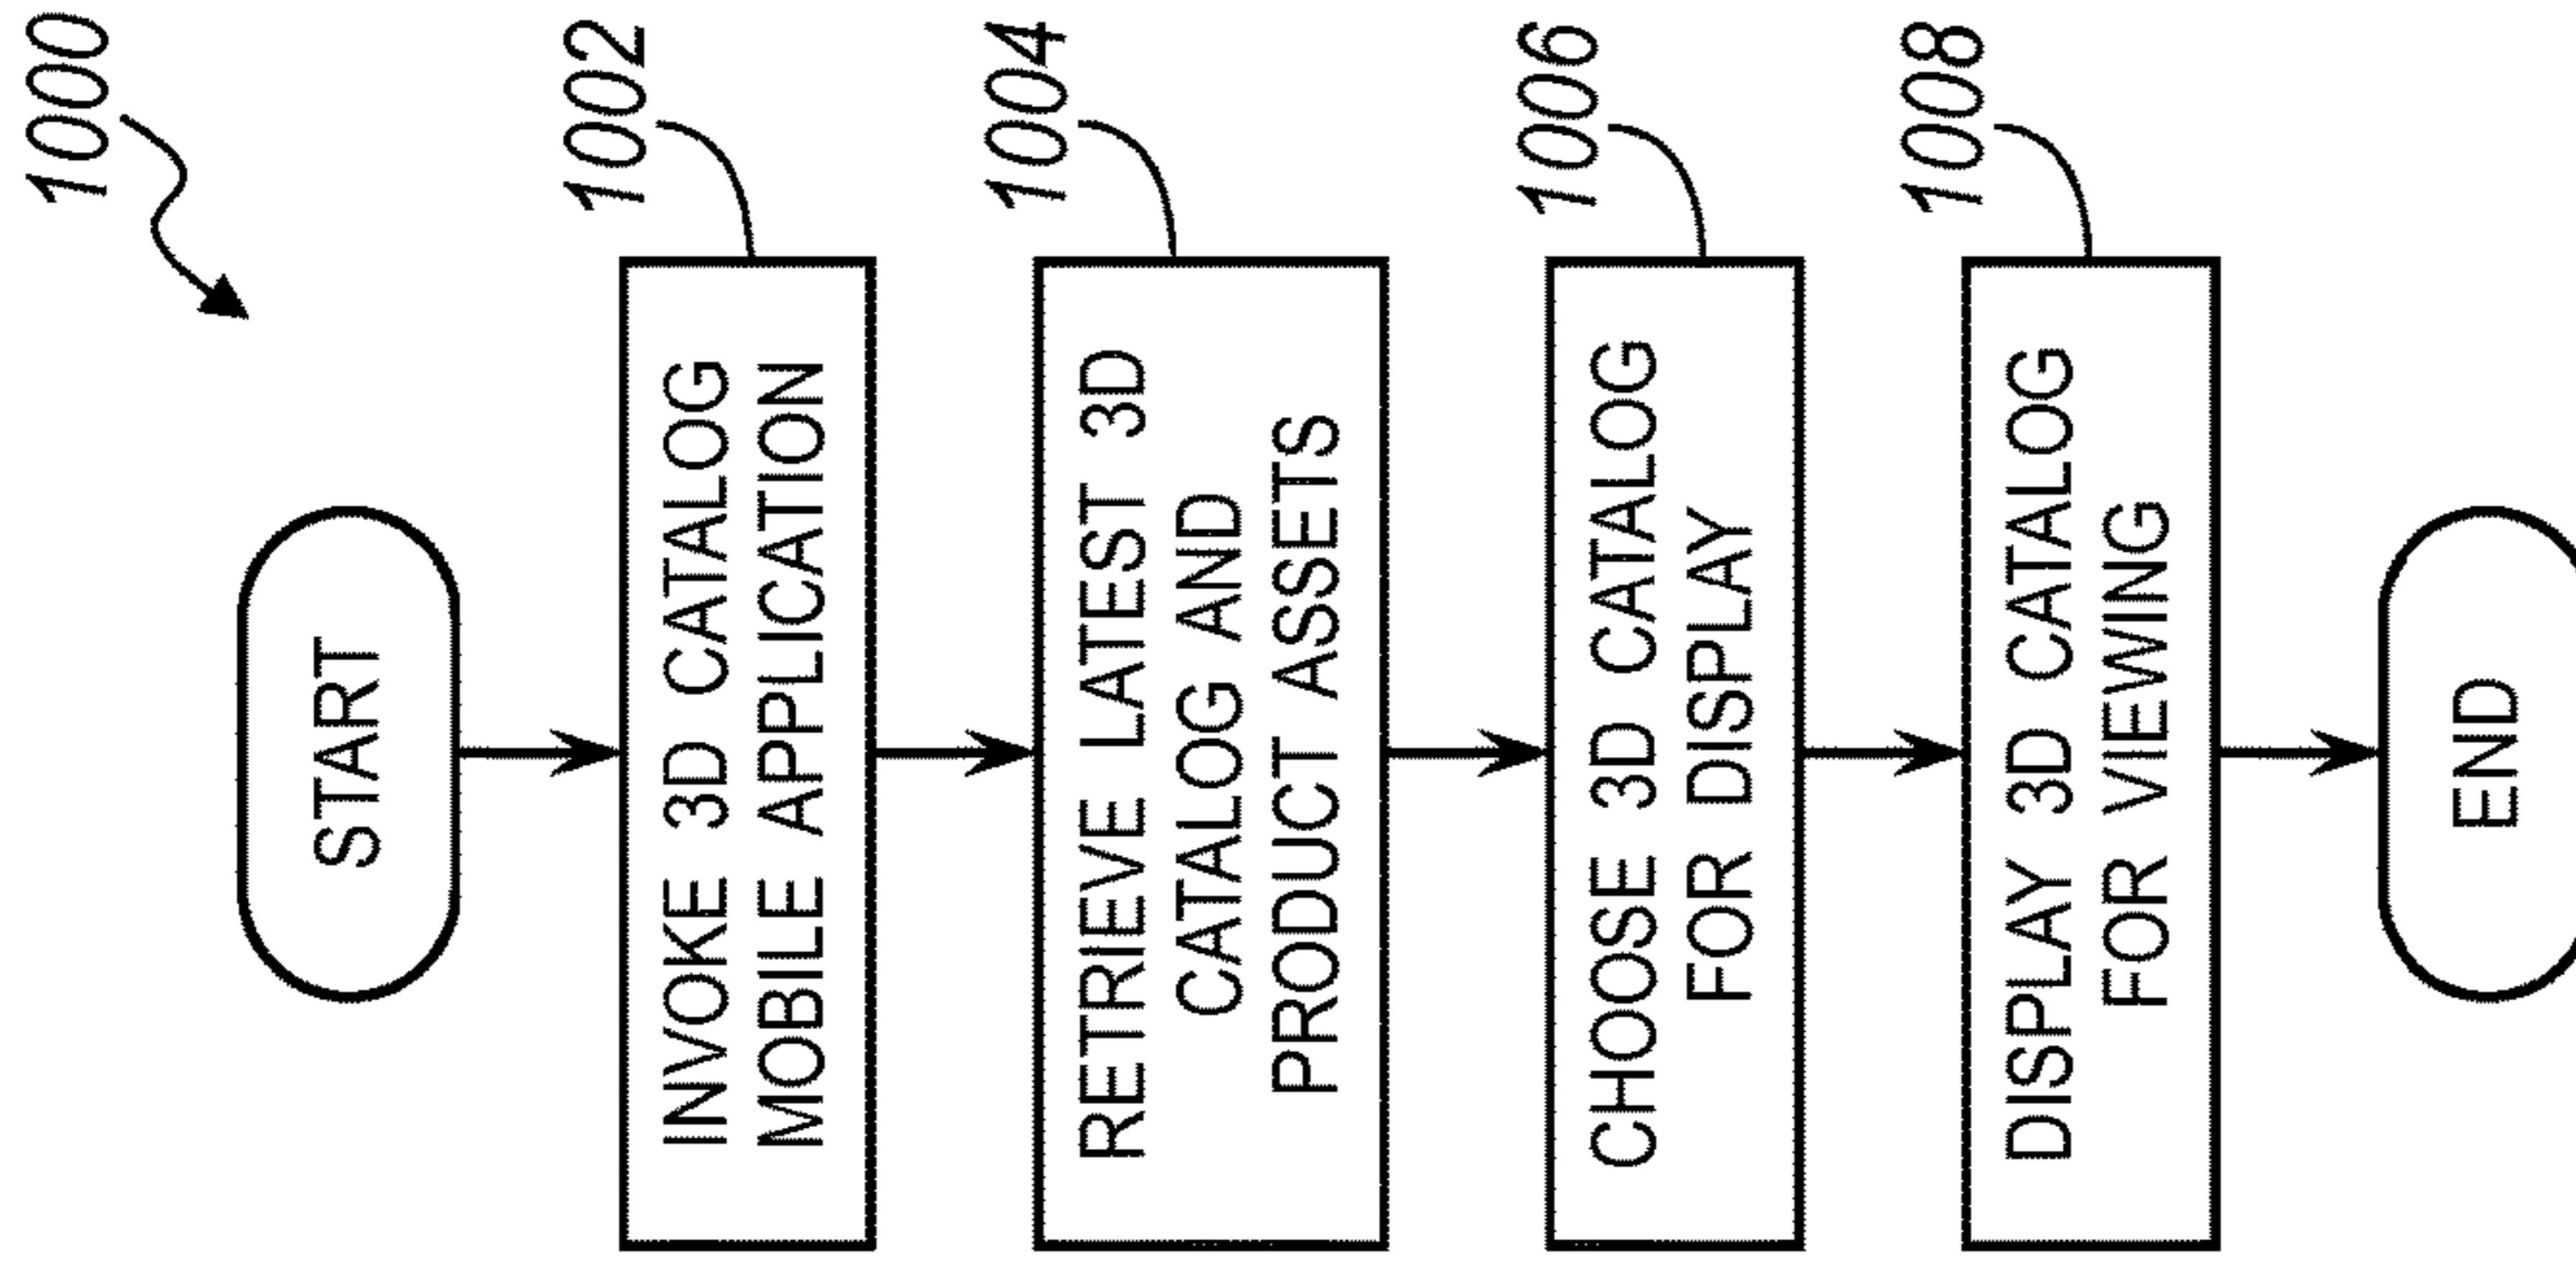 1000
START
1002
INVOKE 3D CATALOG
MOBILE APPLICATION
1004
RETRIEVE LATEST 3D
CATALOG AND
PRODUCT ASSETS
1006
CHOOSE 3D CATALOG
FOR DISPLAY
1008
DISPLAY 3D CATALOG
FOR VIEWING
END